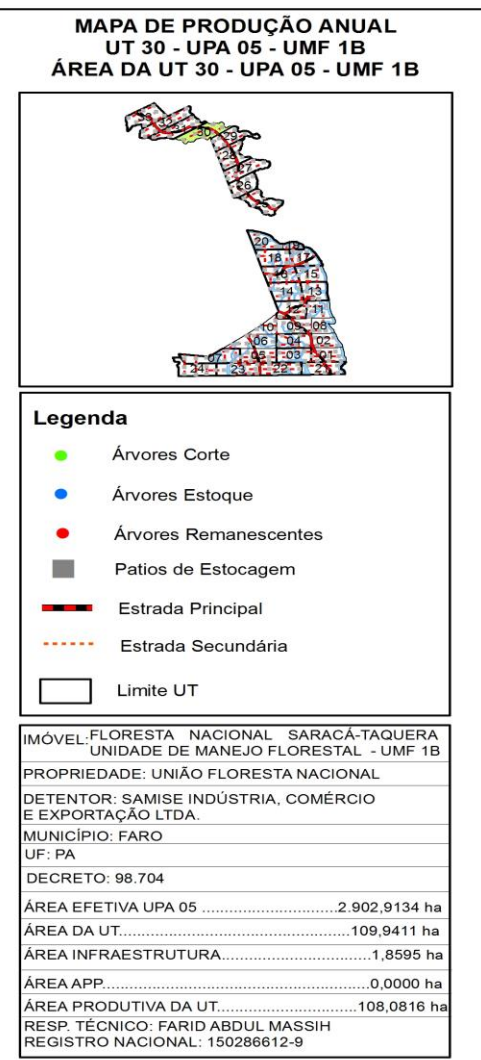 MAPA DE PRODUÇÃO ANUAL
UT 30 - UPA 05 - UMF 1B
ÁREA DA UT 30 - UPA 05 - UMF 1B
33
32
30
29
28
27
26
20
19
18
17
16
15
14
13
12
11
10
09
08
06
04
02
07
05
03
01
24
23
22
21
Legenda
Árvores Corte
Árvores Estoque
Árvores Remanescentes
Patios de Estocagem
Estrada Principal
Estrada Secundária
Limite UT
IMÓVEL: FLORESTA NACIONAL SARACÁ-TAQUERA
UNIDADE DE MANEJO FLORESTAL - UMF 1B
PROPRIEDADE: UNIÃO FLORESTA NACIONAL
DETENTOR: SAMISE INDÚSTRIA, COMÉRCIO
E EXPORTAÇÃO LTDA.
MUNICÍPIO: FARO
UF: PA
DECRETO: 98.704
ÁREA EFETIVA UPA 05 .............................2.902,9134 ha
ÁREA DA UT.................................................109,9411 ha
ÁREA INFRAESTRUTURA................................1,8595 ha
ÁREA APP.........................................................0,0000 ha
ÁREA PRODUTIVA DA UT..............................108,0816 ha
RESP. TÉCNICO: FARID ABDUL MASSIH
REGISTRO NACIONAL: 150286612-9